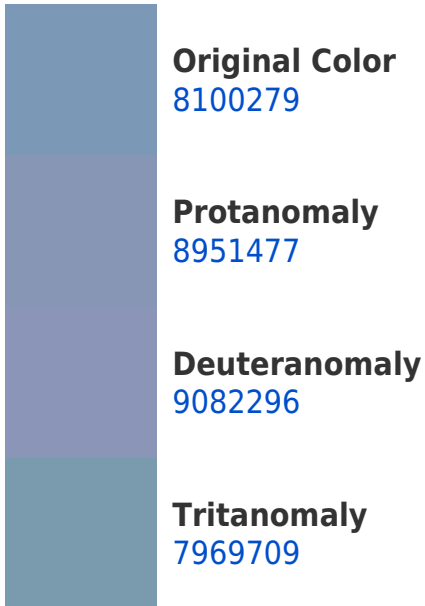 Original Color
8100279
Protanomaly
8951477
Deuteranomaly
9082296
Tritanomaly
7969709